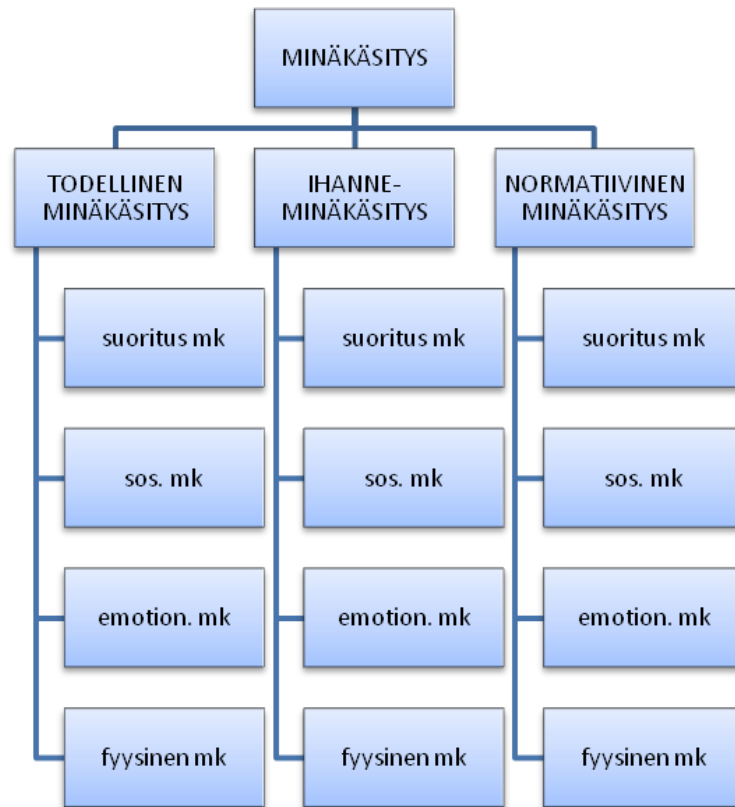 MINÄKÄSITYS
TODELLINEN
MINÄKÄSITYS
suoritus mk
sos. mk
emotion. mk
fyysinen mk
IHANNE-
MINÄKÄSITYS
suoritus mk
sos. mk
emotion. mk
fyysinen mk
NORMATIIVINEN
MINÄKÄSITYS
suoritus mk
sos. mk
emotion. mk
fyysinen mk